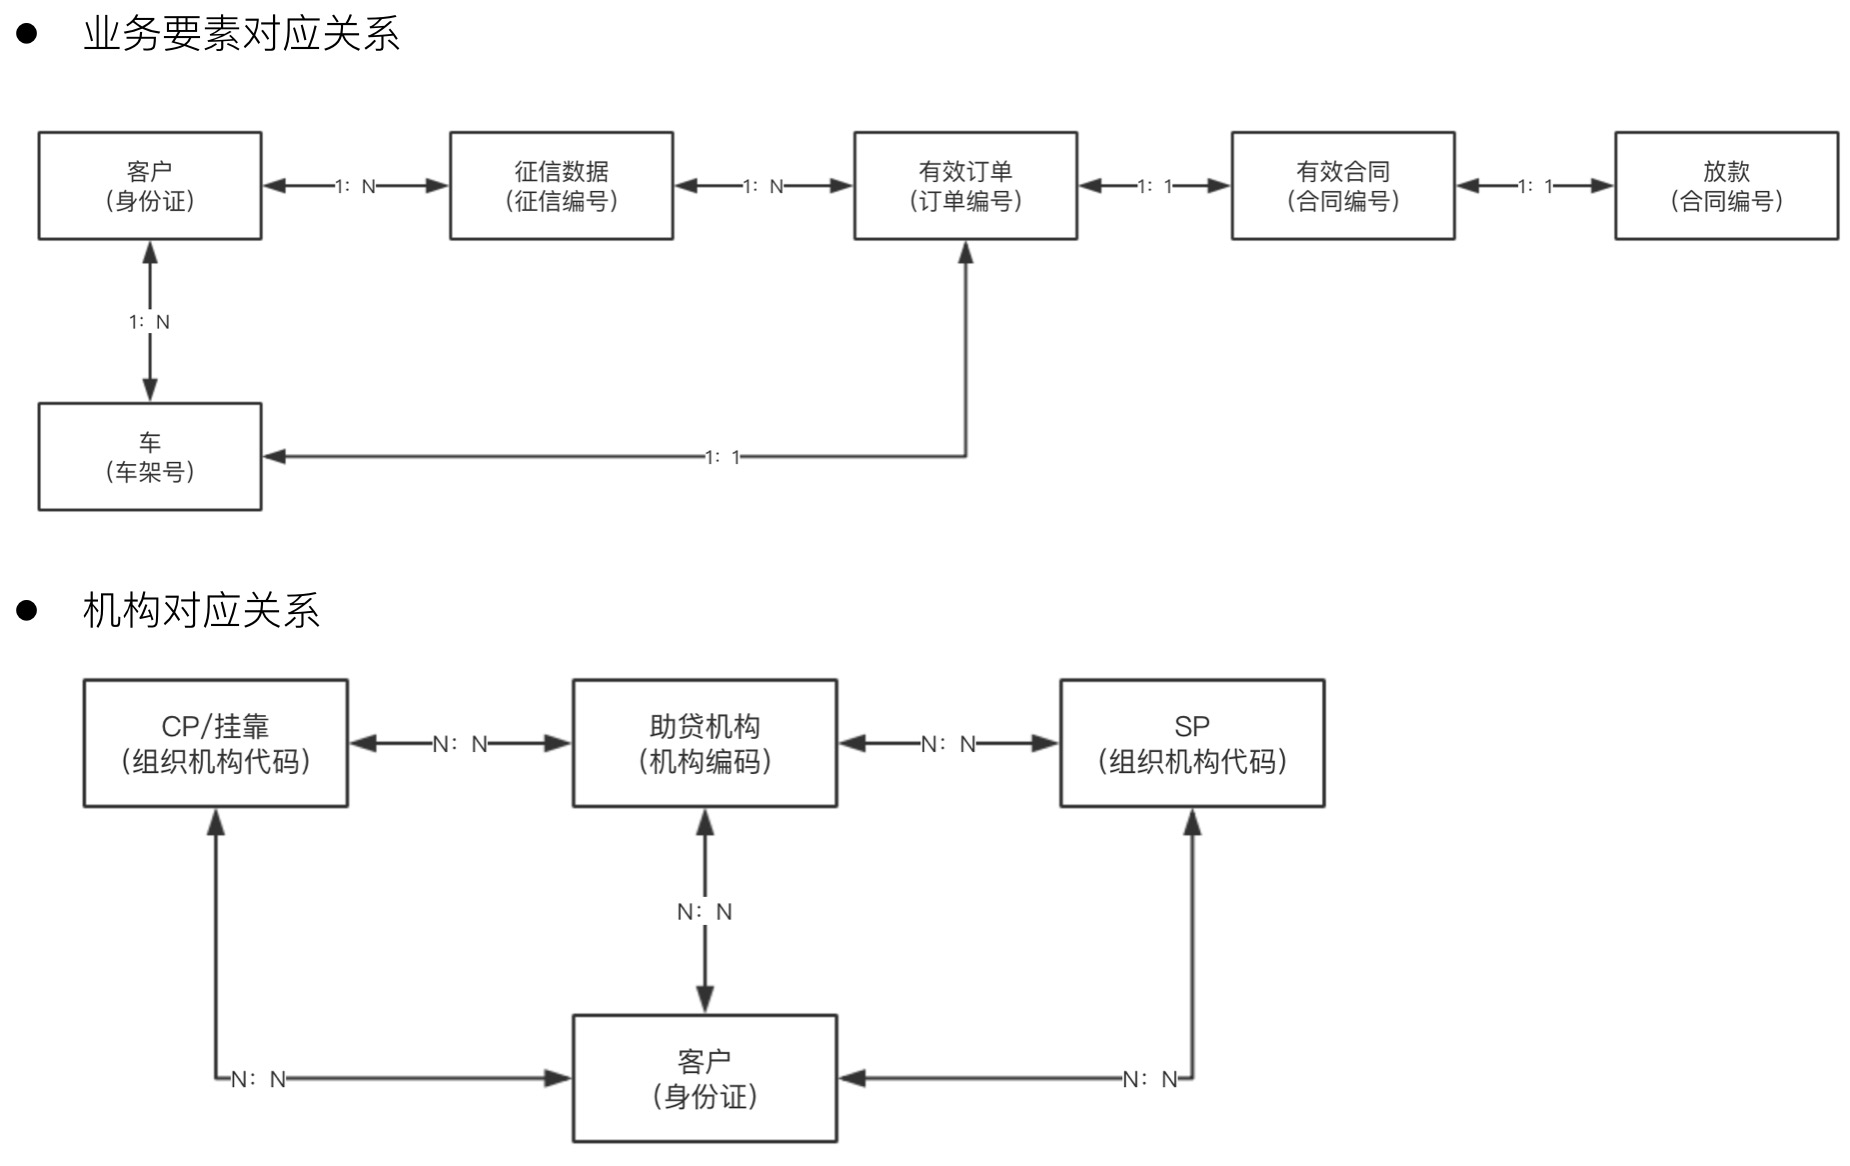 ● 业务要素对应关系
客户
（身份证）
1：N
征信数据
（征信编号）
1：N
有效订单
（订单编号）
1：1
有效合同
（合同编号）
1：1
放款
（合同编号）
1：N
车
（车架号）
1：1
● 机构对应关系
CP/挂靠
（组织机构代码）
N：N
助贷机构
（机构编码）
N：N
SP
（组织机构代码）
N：N
N：N
客户
（身份证）
N：N